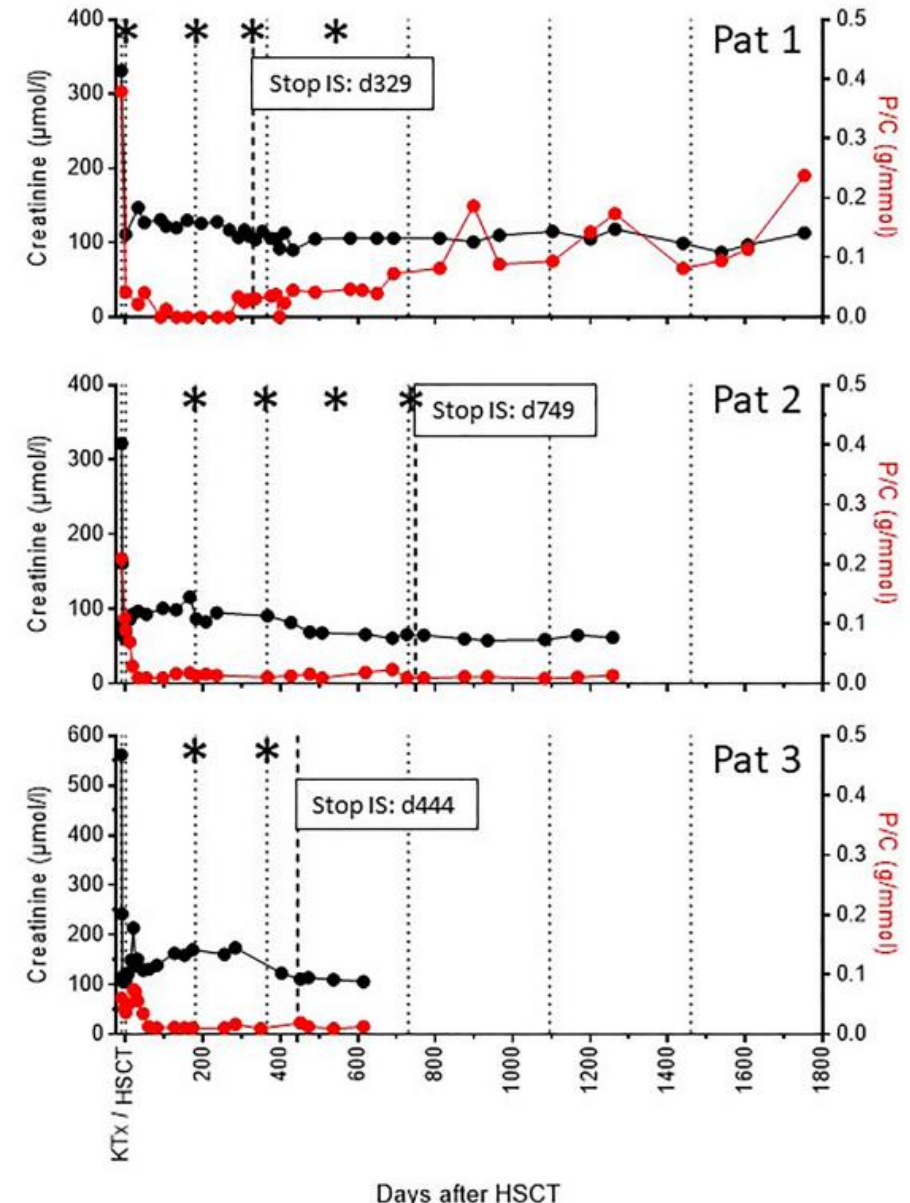 Pat 1
Creatinine (µmol/l)
400
300
200
100
0
* * * *
Stop IS: d329
0.5
0.4
0.3
0.2
0.1
0.0
P/C (g/mmol)
Pat 2
Creatinine (µmol/l)
400
300
200
100
0
* * * *
Stop IS: d749
0.5
0.4
0.3
0.2
0.1
0.0
P/C (g/mmol)
Pat 3
Creatinine (µmol/l)
600
500
400
300
200
100
0
* *
Stop IS: d444
0.5
0.4
0.3
0.2
0.1
0.0
P/C (g/mmol)
KTx / HSCT
200
400
600
800
1000
1200
1400
1600
1800
Days after HSCT